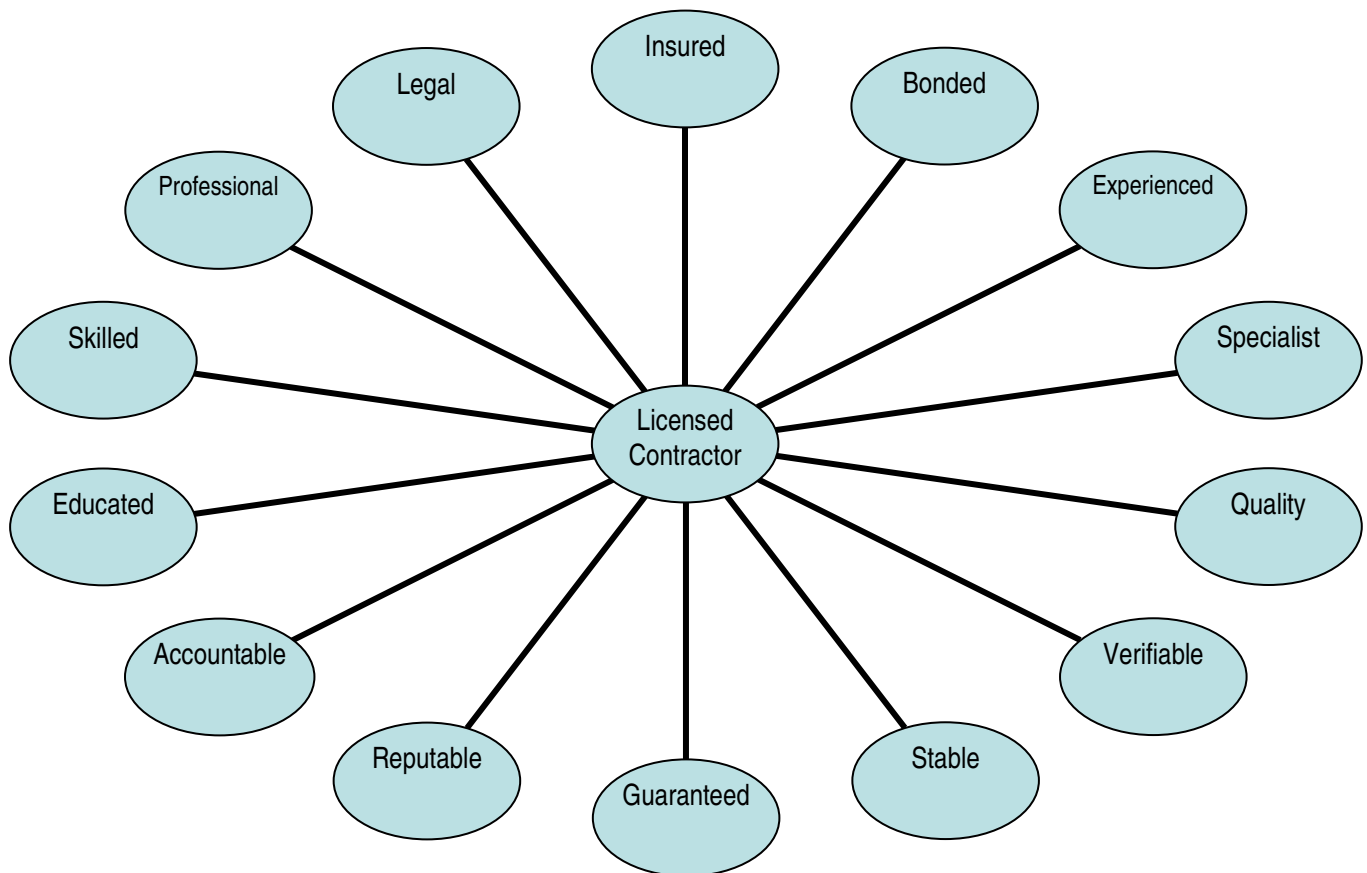 Insured
Legal
Bonded
Professional
Experienced
Skilled
Specialist
Licensed
Contractor
Educated
Quality
Accountable
Verifiable
Reputable
Stable
Guaranteed